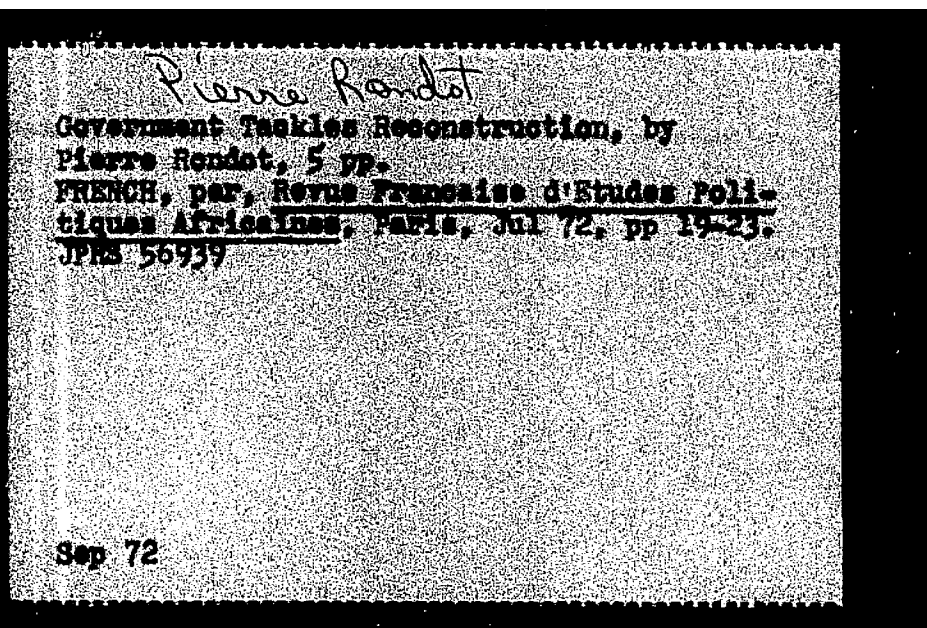 Pierre Rondot
Government Tackles Reconstruction, by
Pierre Rondot, 5 pp.
FRENCH, per, Revue Francaise d'Etudes Poli-
tiques Africaines, Paris, Jul 72, pp 19-23.
JPRS 56939
Sep 72